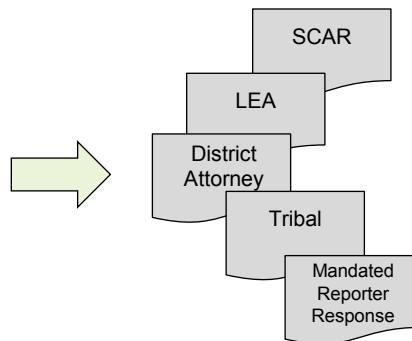 SCAR
LEA
District
Attorney
Tribal
Mandated
Reporter
Response